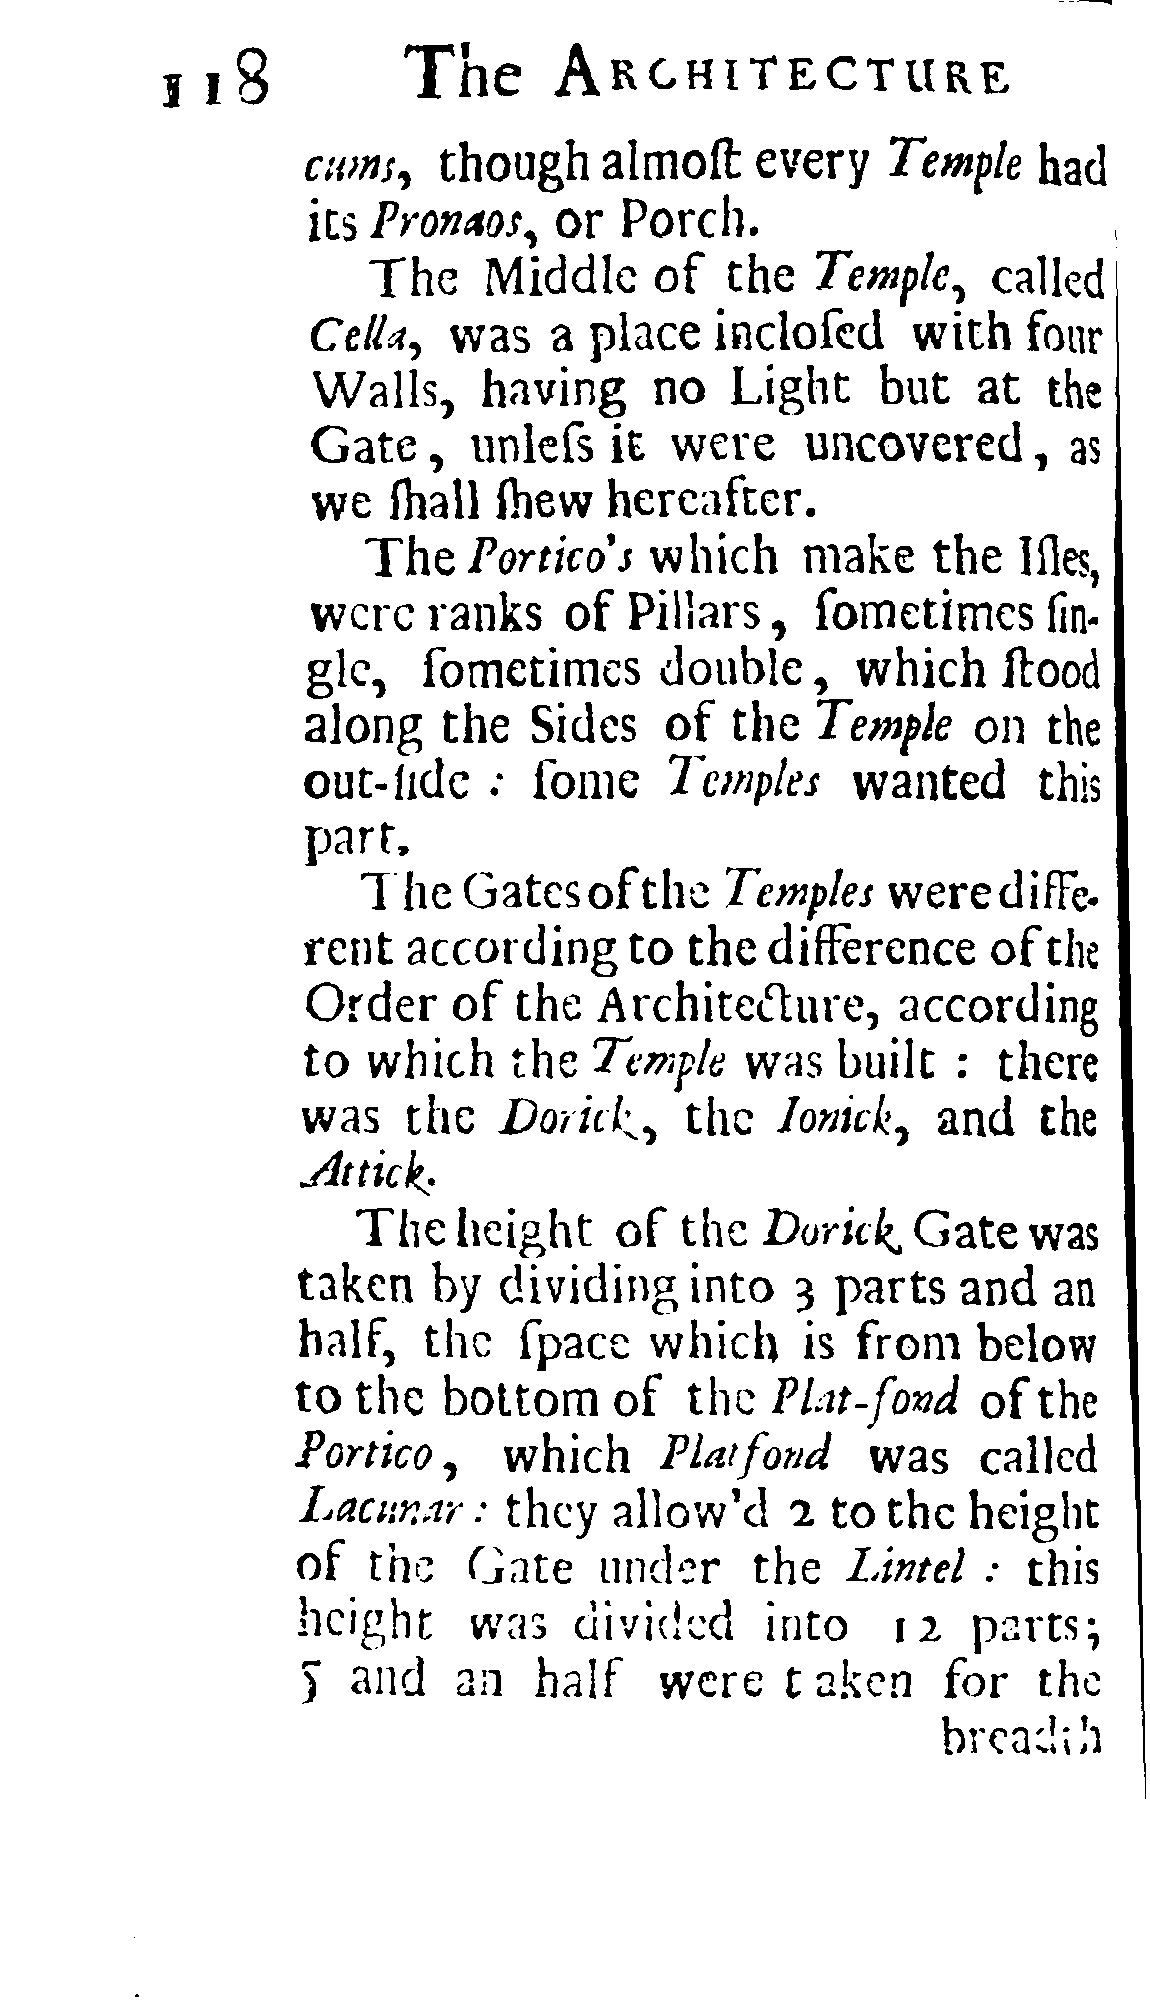 118 The ARCHITECTURE
cums, though almoſt every Temple had
its Pronaos, or Porch.
The Middle of the Temple, called
Cella, was a place incloſed with four
Walls, having no Light but at the
Gate, unleſs it were uncovered, as
we ſhall ſhew hereafter.
The Portico's which make the Iſles,
were ranks of Pillars, ſometimes ſin-
gle, ſometimes double, which ſtood
along the Sides of the Temple on the
out-ſide : ſome Temples wanted this
part.
The Gates of the Temples were diffe-
rent according to the difference of the
Order of the Architecture, according
to which the Temple was built : there
was the Dorick, the Ionick, and the
Attick.
The height of the Dorick Gate was
taken by dividing into 3 parts and an
half, the ſpace which is from below
to the bottom of the Plat-fond of the
Portico, which Platfond was called
Lacunar : they allow'd 2 to the height
of the Gate under the Lintel : this
height was divided into 12 parts;
5 and an half were taken for the
breadth